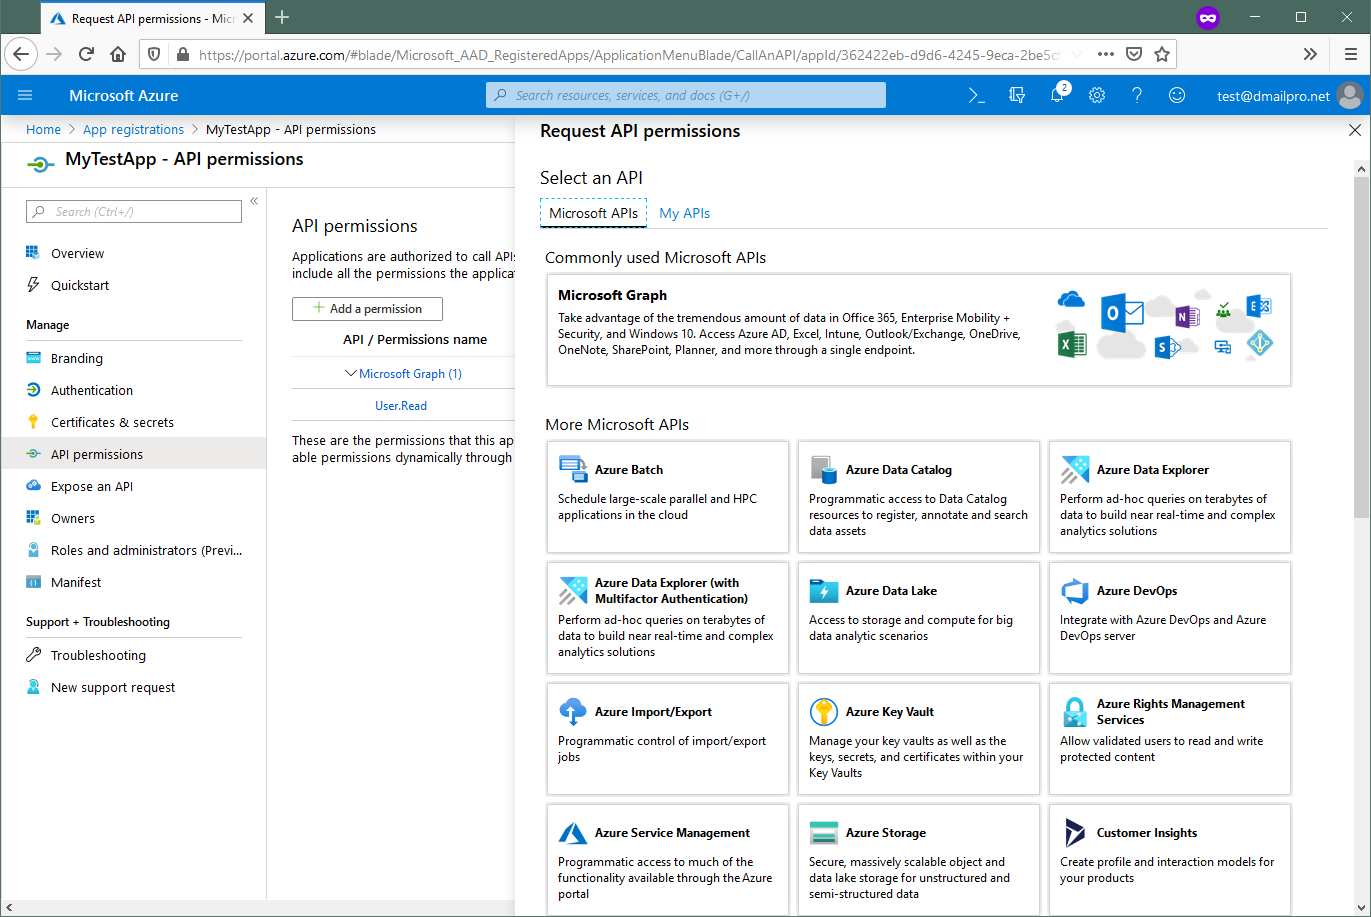 Request API permissions - Micr
https://portal.azure.com/#blade/Microsoft_AAD_RegisteredApps/ApplicationMenuBlade/CallAnAPI/appId/362422eb-d9d6-4245-9eca-2be5cf
Microsoft Azure
Search resources, services, and docs (G+/)
2
test@dmailpro.net
Home > App registrations > MyTestApp - API permissions
MyTestApp - API permissions
Search (Ctrl+/)
Overview
Quickstart
Manage
Branding
Authentication
Certificates & secrets
API permissions
Expose an API
Owners
Roles and administrators (Previ...
Manifest
Support + Troubleshooting
Troubleshooting
New support request
API permissions
Applications are authorized to call APIs
include all the permissions the applica
Add a permission
API / Permissions name
Microsoft Graph (1)
User.Read
These are the permissions that this ap
able permissions dynamically through
Request API permissions
Select an API
Microsoft APIs
My APIs
Commonly used Microsoft APIs
Microsoft Graph
Take advantage of the tremendous amount of data in Office 365, Enterprise Mobility +
Security, and Windows 10. Access Azure AD, Excel, Intune, Outlook/Exchange, OneDrive,
OneNote, SharePoint, Planner, and more through a single endpoint.
More Microsoft APIs
Azure Batch
Schedule large-scale parallel and HPC
applications in the cloud
Azure Data Catalog
Programmatic access to Data Catalog
resources to register, annotate and search
data assets
Azure Data Explorer
Perform ad-hoc queries on terabytes of
data to build near real-time and complex
analytics solutions
Azure Data Explorer (with
Multifactor Authentication)
Perform ad-hoc queries on terabytes of
data to build near real-time and complex
analytics solutions
Azure Data Lake
Access to storage and compute for big
data analytic scenarios
Azure DevOps
Integrate with Azure DevOps and Azure
DevOps server
Azure Import/Export
Programmatic control of import/export
jobs
Azure Key Vault
Manage your key vaults as well as the
keys, secrets, and certificates within your
Key Vaults
Azure Rights Management
Services
Allow validated users to read and write
protected content
Azure Service Management
Programmatic access to much of the
functionality available through the Azure
portal
Azure Storage
Secure, massively scalable object and
data lake storage for unstructured and
semi-structured data
Customer Insights
Create profile and interaction models for
your products